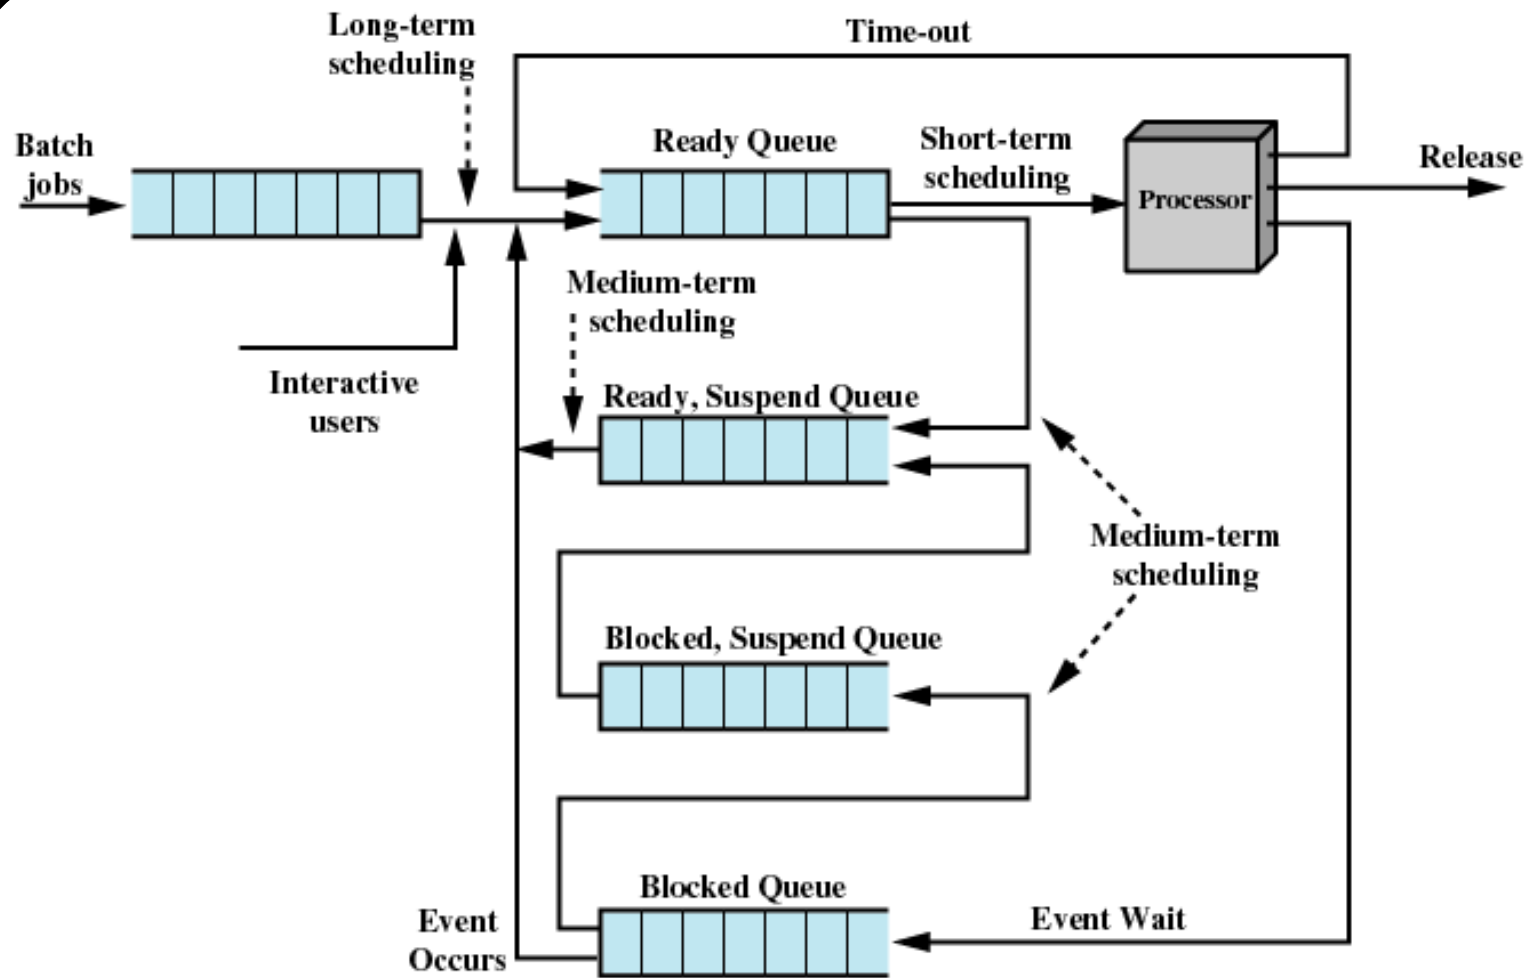 Long-term
scheduling
Time-out
Batch
jobs
Ready Queue
Short-term
scheduling
Processor
Release
Medium-term
scheduling
Interactive
users
Ready, Suspend Queue
Medium-term
scheduling
Blocked, Suspend Queue
Blocked Queue
Event
Occurs
Event Wait